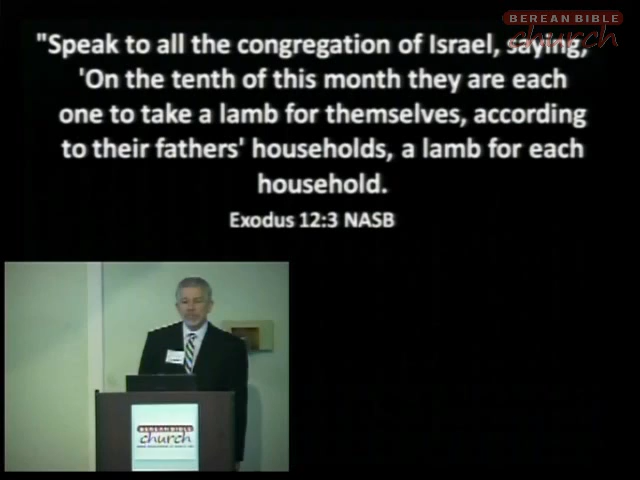 BEREAN BIBLE
church
"Speak to all the congregation of Israel, saying,
'On the tenth of this month they are each
one to take a lamb for themselves, according
to their fathers' households, a lamb for each
household.
Exodus 12:3 NASB
BEREAN BIBLE
church